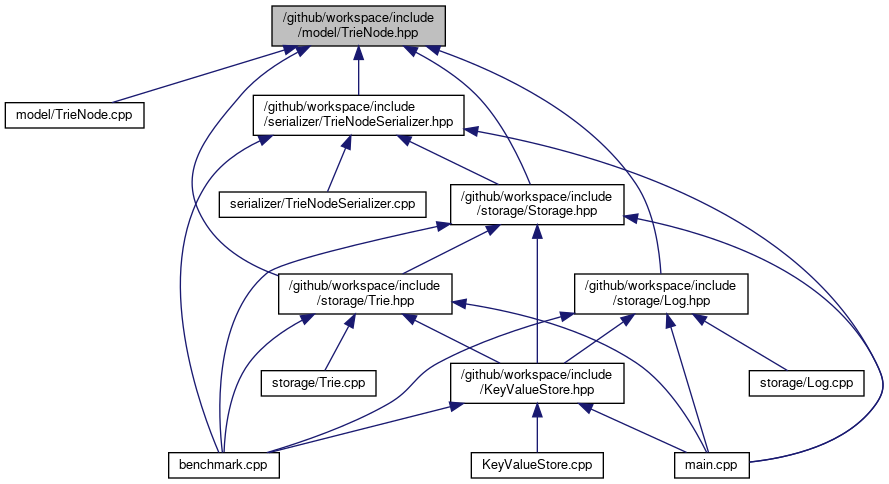 /github/workspace/include
/model/TrieNode.hpp
model/TrieNode.cpp
/github/workspace/include
/serializer/TrieNodeSerializer.hpp
serializer/TrieNodeSerializer.cpp
/github/workspace/include
/storage/Storage.hpp
/github/workspace/include
/storage/Trie.hpp
/github/workspace/include
/storage/Log.hpp
storage/Trie.cpp
/github/workspace/include
/KeyValueStore.hpp
storage/Log.cpp
benchmark.cpp
KeyValueStore.cpp
main.cpp